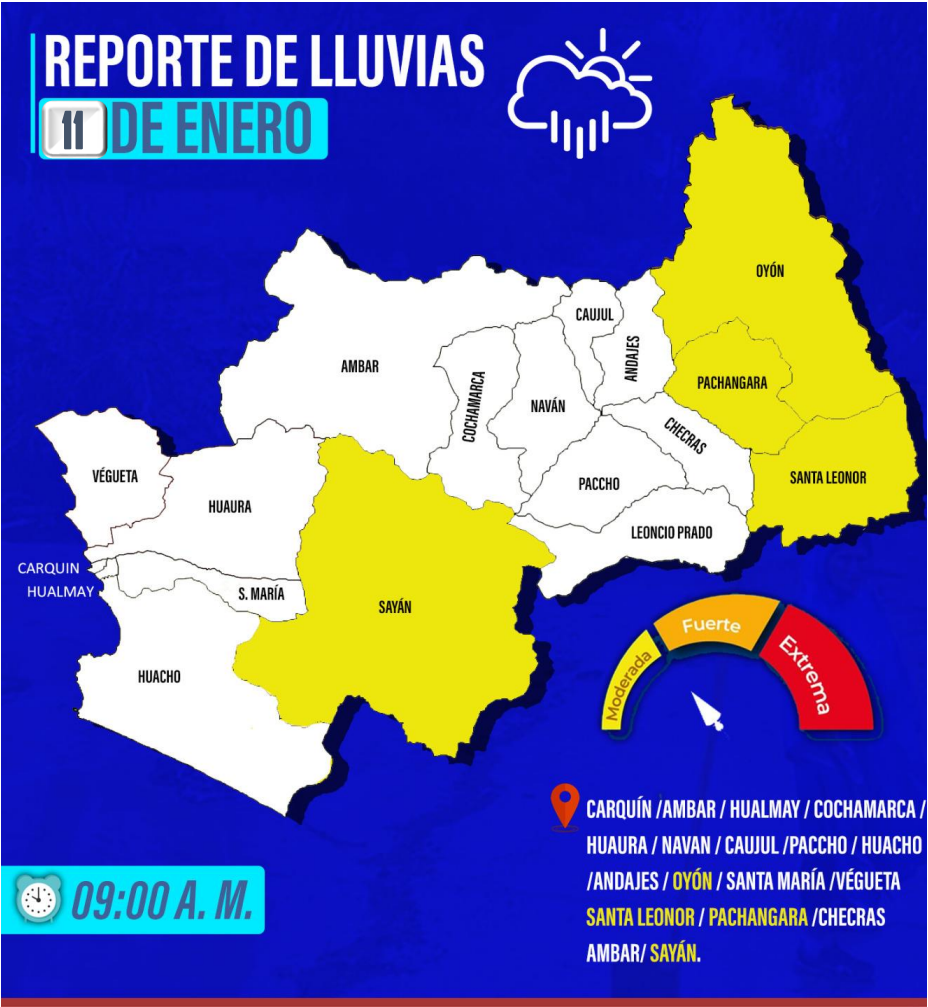 REPORTE DE LLUVIAS
11 DE ENERO
OYÓN
CAUJUL
ANDAJES
AMBAR
COCHAMARCA
NAVÁN
PACHANGARA
CHECRAS
VÉGUETA
HUAURA
PACCHO
SANTA LEONOR
LEONCIO PRADO
CARQUIN
HUALMAY
S. MARÍA
SAYÁN
HUACHO
Moderada
Fuerte
Extrema
CARQUÍN /AMBAR / HUALMAY / COCHAMARCA /
HUAURA / NAVAN / CAUJUL /PACCHO / HUACHO
/ANDAJES / OYÓN / SANTA MARÍA /VÉGUETA
SANTA LEONOR / PACHANGARA /CHECRAS
AMBAR/ SAYÁN.
09:00 A. M.